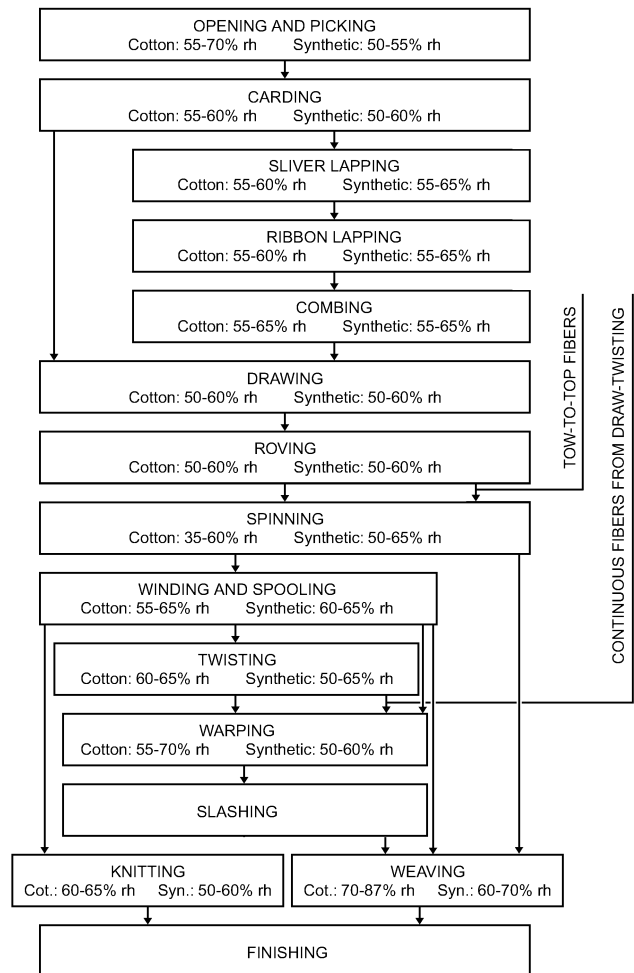 OPENING AND PICKING
Cotton: 55-70% rh Synthetic: 50-55% rh
CARDING
Cotton: 55-60% rh Synthetic: 50-60% rh
SLIVER LAPPING
Cotton: 55-60% rh Synthetic: 55-65% rh
RIBBON LAPPING
Cotton: 55-60% rh Synthetic: 55-65% rh
COMBING
Cotton: 55-65% rh Synthetic: 55-65% rh
DRAWING
Cotton: 50-60% rh Synthetic: 50-60% rh
ROVING
Cotton: 50-60% rh Synthetic: 50-60% rh
TOW-TO-TOP FIBERS
CONTINUOUS FIBERS FROM DRAW-TWISTING
SPINNING
Cotton: 35-60% rh Synthetic: 50-65% rh
WINDING AND SPOOLING
Cotton: 55-65% rh Synthetic: 60-65% rh
TWISTING
Cotton: 60-65% rh Synthetic: 50-65% rh
WARPING
Cotton: 55-70% rh Synthetic: 50-60% rh
SLASHING
KNITTING
Cot.: 60-65% rh Syn.: 50-60% rh
WEAVING
Cot.: 70-87% rh Syn.: 60-70% rh
FINISHING